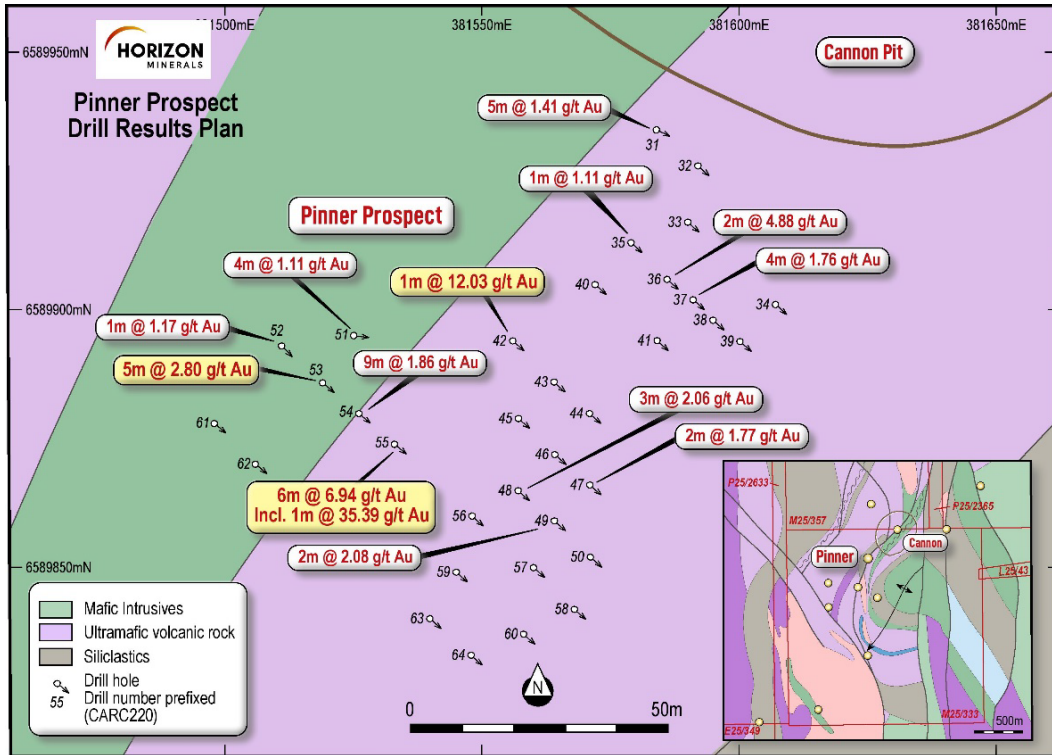 381500mE
381550mE
381600mE
381650mE
6589950mN
HORIZON
MINERALS
Pinner Prospect
Drill Results Plan
Cannon Pit
5m @ 1.41 g/t Au
31
32
1m @ 1.11 g/t Au
Pinner Prospect
33
2m @ 4.88 g/t Au
35
4m @ 1.11 g/t Au
4m @ 1.76 g/t Au
1m @ 12.03 g/t Au
36
40
37
34
6589900mN
38
1m @ 1.17 g/t Au
52
51
42
41
39
9m @ 1.86 g/t Au
5m @ 2.80 g/t Au
53
43
3m @ 2.06 g/t Au
54
44
61
45
2m @ 1.77 g/t Au
55
46
62
47
48
6m @ 6.94 g/t Au
Incl. 1m @ 35.39 g/t Au
56
49
2m @ 2.08 g/t Au
50
6589850mN
59
57
58
63
60
64
Mafic Intrusives
Ultramafic volcanic rock
Siliclastics
Drill hole
55
Drill number prefixed
(CARC220)
N
0
50m
P25/2633
P25/2365
M25/357
Cannon
Pinner
L25/43
M25/333
E25/349
500m